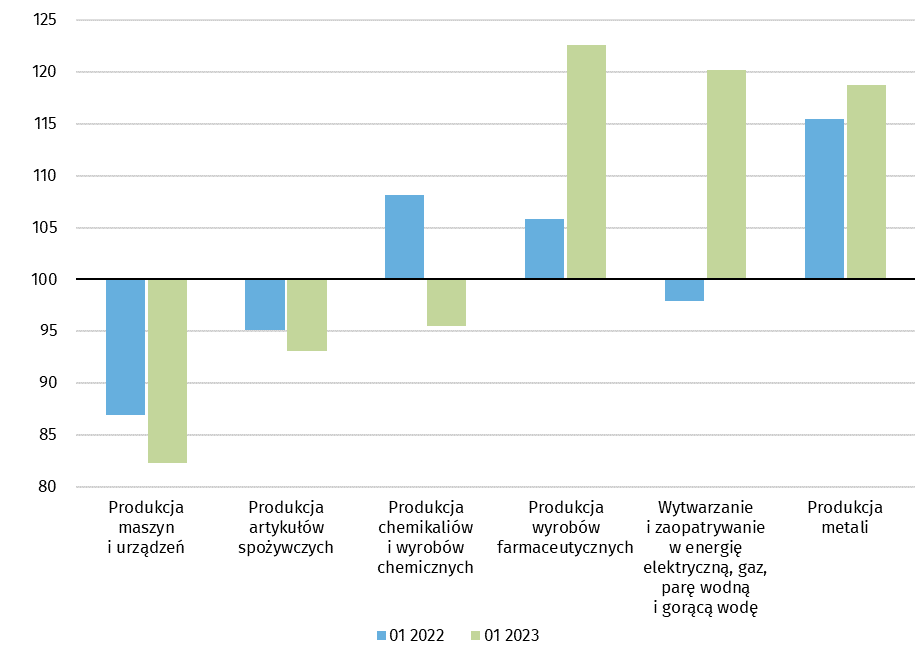 125
120
115
110
105
100
95
90
85
80
Produkcja
maszyn
i urządzeń
Produkcja
artykułów
spożywczych
Produkcja
chemikaliów
i wyrobów
chemicznych
Produkcja
wyrobów
farmaceutycznych
Wytwarzanie
i zaopatrywanie
w energię
elektryczną, gaz,
parę wodną
i gorącą wodę
Produkcja
metali
01 2022
01 2023